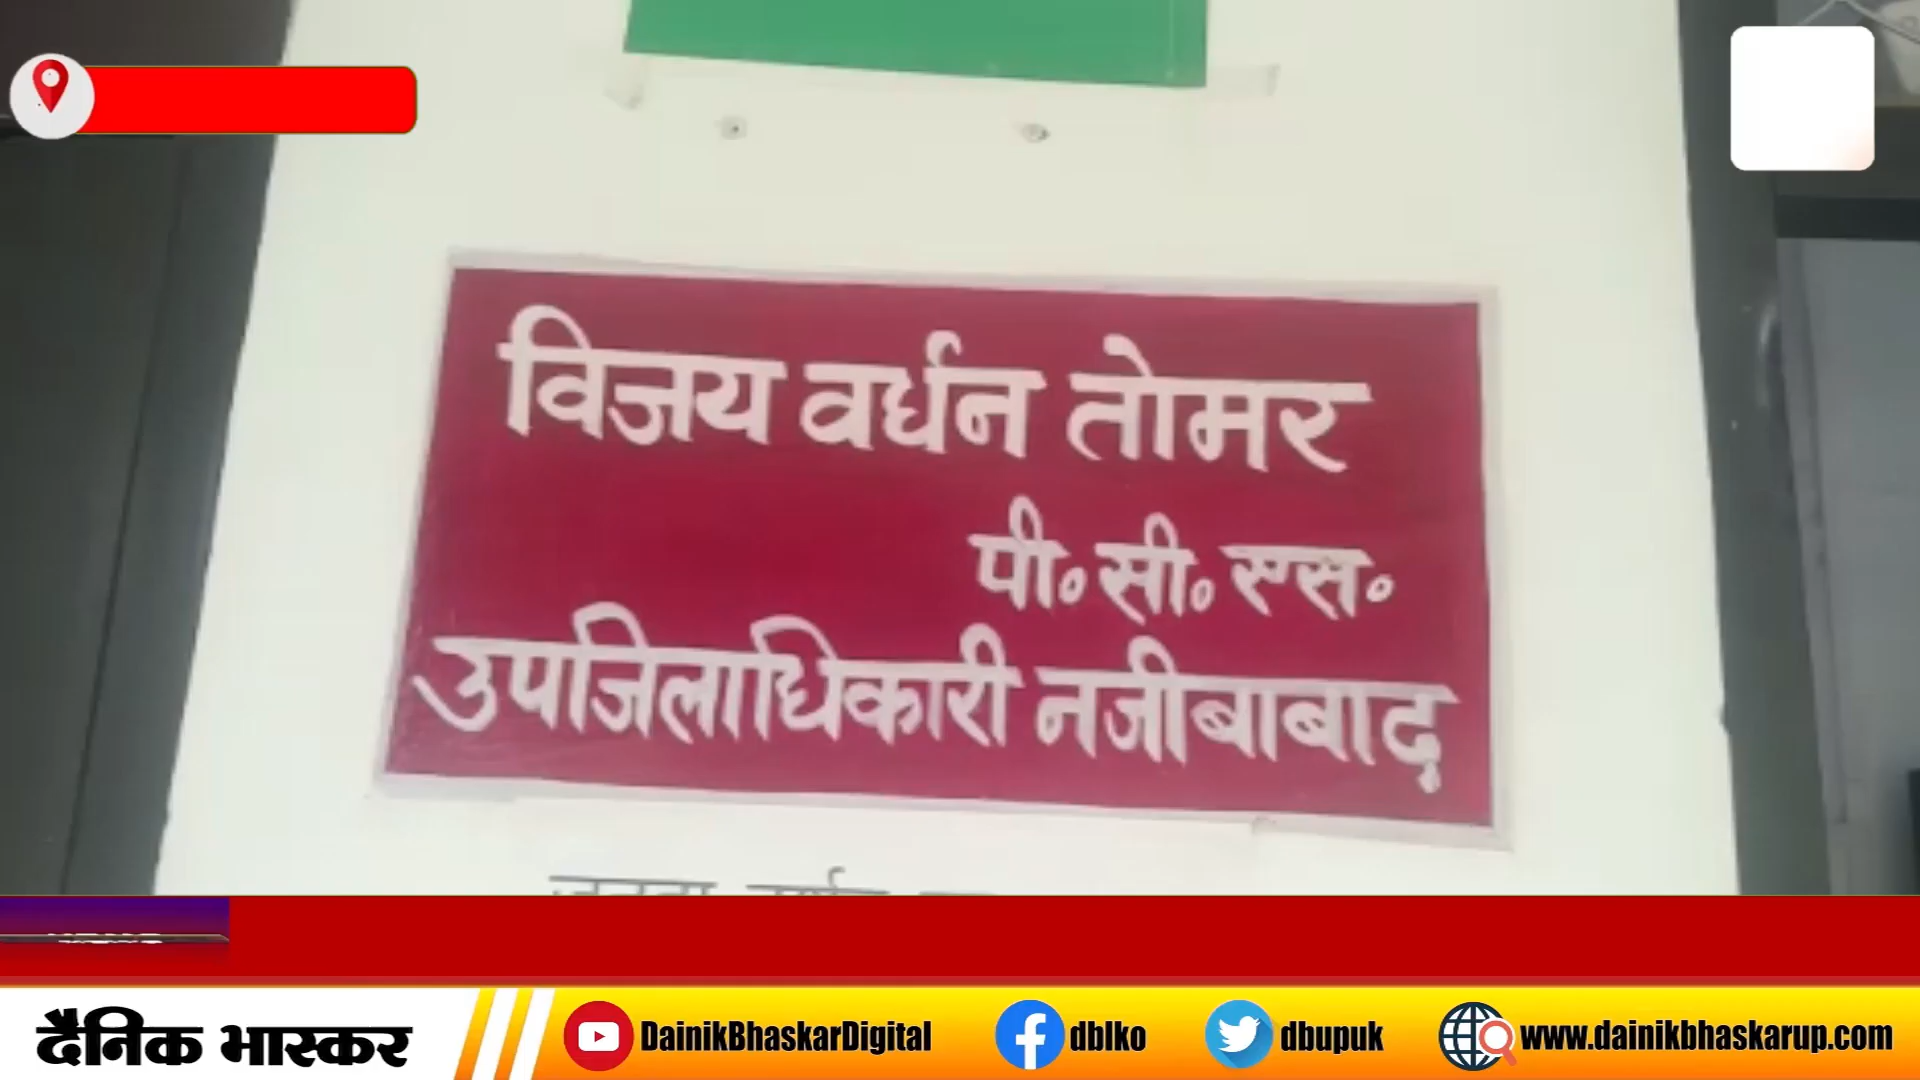 विजय वर्धन तोमर
पी॰ सी॰ एस॰
उपजिलाधिकारी नजीबाबाद
दैनिक भास्कर DainikBhaskarDigital dblko dbupuk www.dainikbhaskarup.com